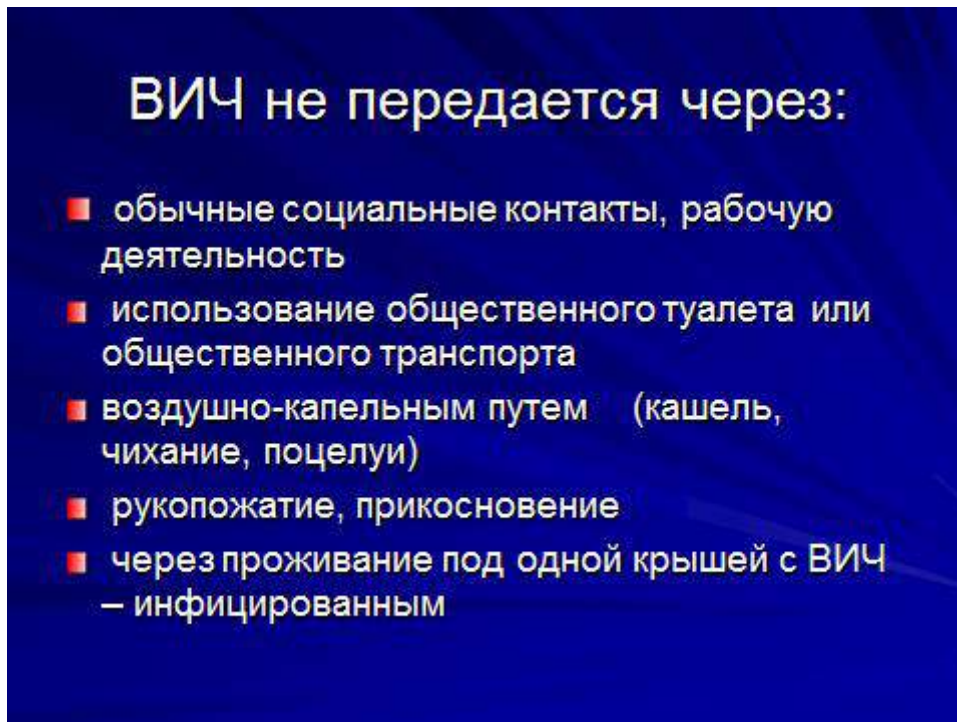 ВИЧ не передается через:
обычные социальные контакты, рабочую
деятельность
использование общественного туалета или
общественного транспорта
воздушно-капельным путем (кашель,
чихание, поцелуи)
рукопожатие, прикосновение
через проживание под одной крышей с ВИЧ
– инфицированным